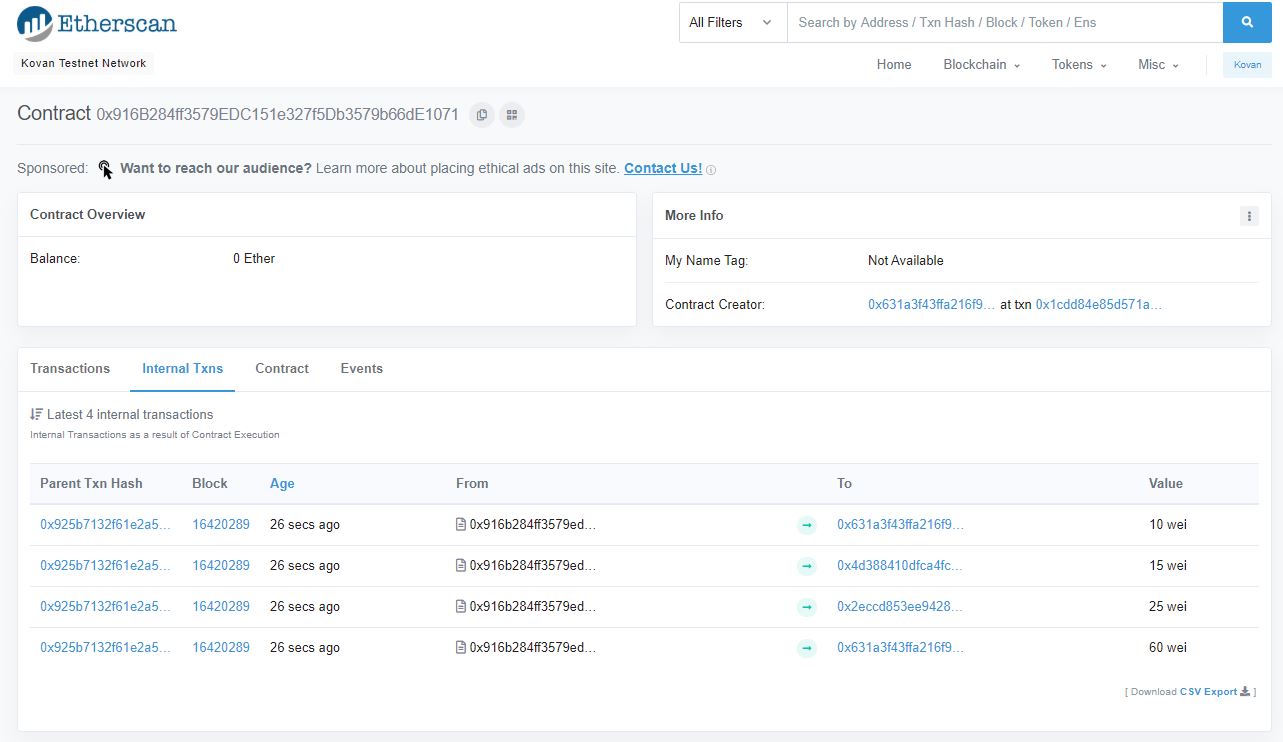 Etherscan
All Filters Search by Address / Txn Hash / Block / Token / Ens
Kovan Testnet Network
Home Blockchain Tokens Misc Kovan
Contract 0x916B284ff3579EDC151e327f5Db3579b66dE1071
Sponsored: Want to reach our audience? Learn more about placing ethical ads on this site. Contact Us!
Contract Overview
Balance: 0 Ether
More Info
My Name Tag: Not Available
Contract Creator: 0x631a3f43ffa216f9... at txn 0x1cdd84e85d571a...
Transactions Internal Txns Contract Events
Latest 4 internal transactions
Internal Transactions as a result of Contract Execution
Parent Txn Hash Block Age From To Value
0x925b7132f61e2a5... 16420289 26 secs ago 0x916b284ff3579ed... → 0x631a3f43ffa216f9... 10 wei
0x925b7132f61e2a5... 16420289 26 secs ago 0x916b284ff3579ed... → 0x4d388410dfca4fc... 15 wei
0x925b7132f61e2a5... 16420289 26 secs ago 0x916b284ff3579ed... → 0x2eccd853ee9428... 25 wei
0x925b7132f61e2a5... 16420289 26 secs ago 0x916b284ff3579ed... → 0x631a3f43ffa216f9... 60 wei
[ Download CSV Export ]